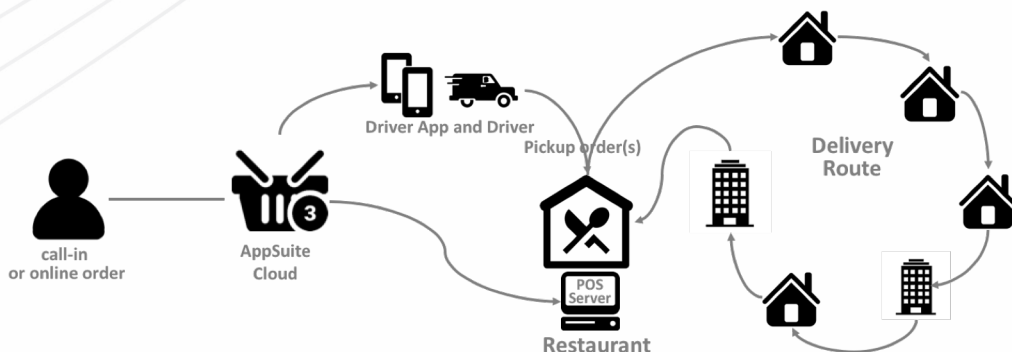 call-in
or online order
3
AppSuite
Cloud
Driver App and Driver
Pickup order(s)
POS
Server
Restaurant
Delivery
Route